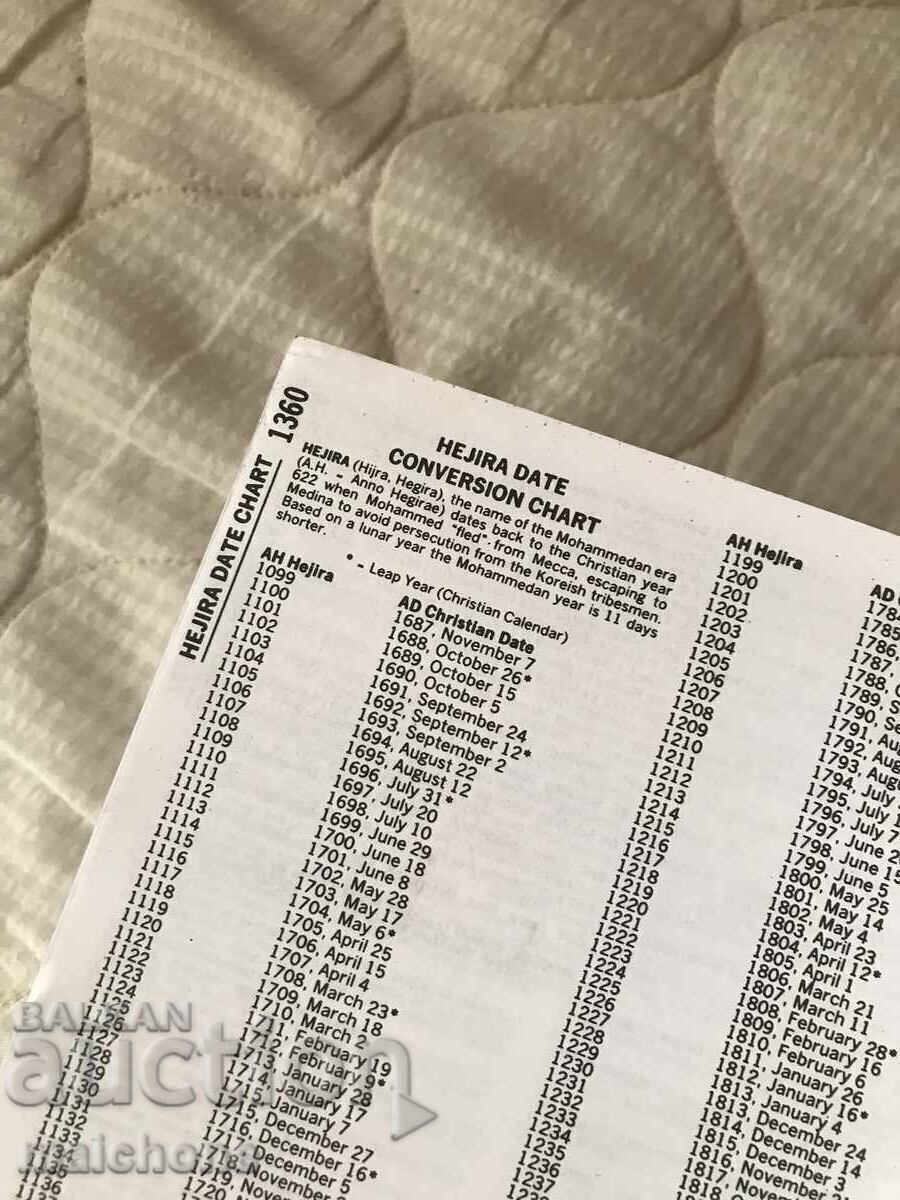 1360
HEJIRA DATE CHART
HEJIRA DATE
CONVERSION CHART
HEJIRA (Hijra, Hegira), the name of the Mohammedan era
(A.H. - Anno Hegirae) dates back to the Christian year
622 when Mohammed "fled" from Mecca, escaping to
Medina to avoid persecution from the Koreish tribesmen.
Based on a lunar year the Mohammedan year is 11 days
shorter.
* - Leap Year (Christian Calendar)
AH Hejira
1099
1100
1101
1102
1103
1104
1105
1106
1107
1108
1109
1110
1111
1112
1113
1114
1115
1116
1117
1118
1119
1120
1121
1122
1123
1124
1126
1127
1128
1129
1130
1132
1133
1135
1136
AD Christian Date
1687, November 7
1688, October 26*
1689, October 15
1690, October 5
1691, September 24
1692, September 12*
1693, September 2
1694, August 22
1695, August 12
1696, July 31*
1697, July 20
1698, July 10
1699, June 29
1700, June 18
1701, June 8
1702, May 28
1703, May 17
1704, May 6*
1705, April 25
1706, April 15
1707, April 4
1708, March 23*
1709, March 18
1710, March 2
1711, February 19
1712, February 9*
1713, January 28
1714, January 17
1715, January 7
December 27
1716, December 16*
1717, December 5
1718, November
1719, November
1720, Nov
AH Hejira
1199
1200
1201
1202
1203
1204
1205
1206
1207
1208
1209
1210
1211
1212
1213
1214
1215
1216
1217
1218
1219
1220
1221
1222
1223
1224
1225
1226
1227
1228
1229
1230
1231
1232
1233
1234
1235
1236
1237
AD
1784
1785
1786,
1787,
1788,
1789, S
1790, Se
1791, Au
1792, Aug
1793, Augu
1794, July
1795, July 1
1796, July 7
1797, June 2
1798, June 15
1799, June 5
1800, May 25
1801, May 14
1802, May 4
1803, April 23
1804, April 12*
1805, April 1
1806, March 21
1807, March 11
1808, February 28*
1809, February 16
1810, February 6
1811, January 26
1812, January 16*
1813, January 4
1813, December 24
1814, December 14
1815, December 3
1816, November
1817, November
1818, November
BALKAN
auction
malchoto